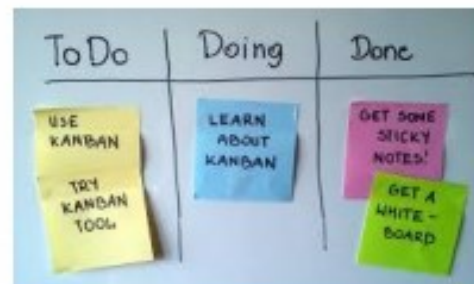 To Do Doing Done
USE
KANBAN
TRY
KANBAN
TOOL
LEARN
ABOUT
KANBAN
GET SOME
STICKY
NOTES!
GET A
WHITE-
BOARD